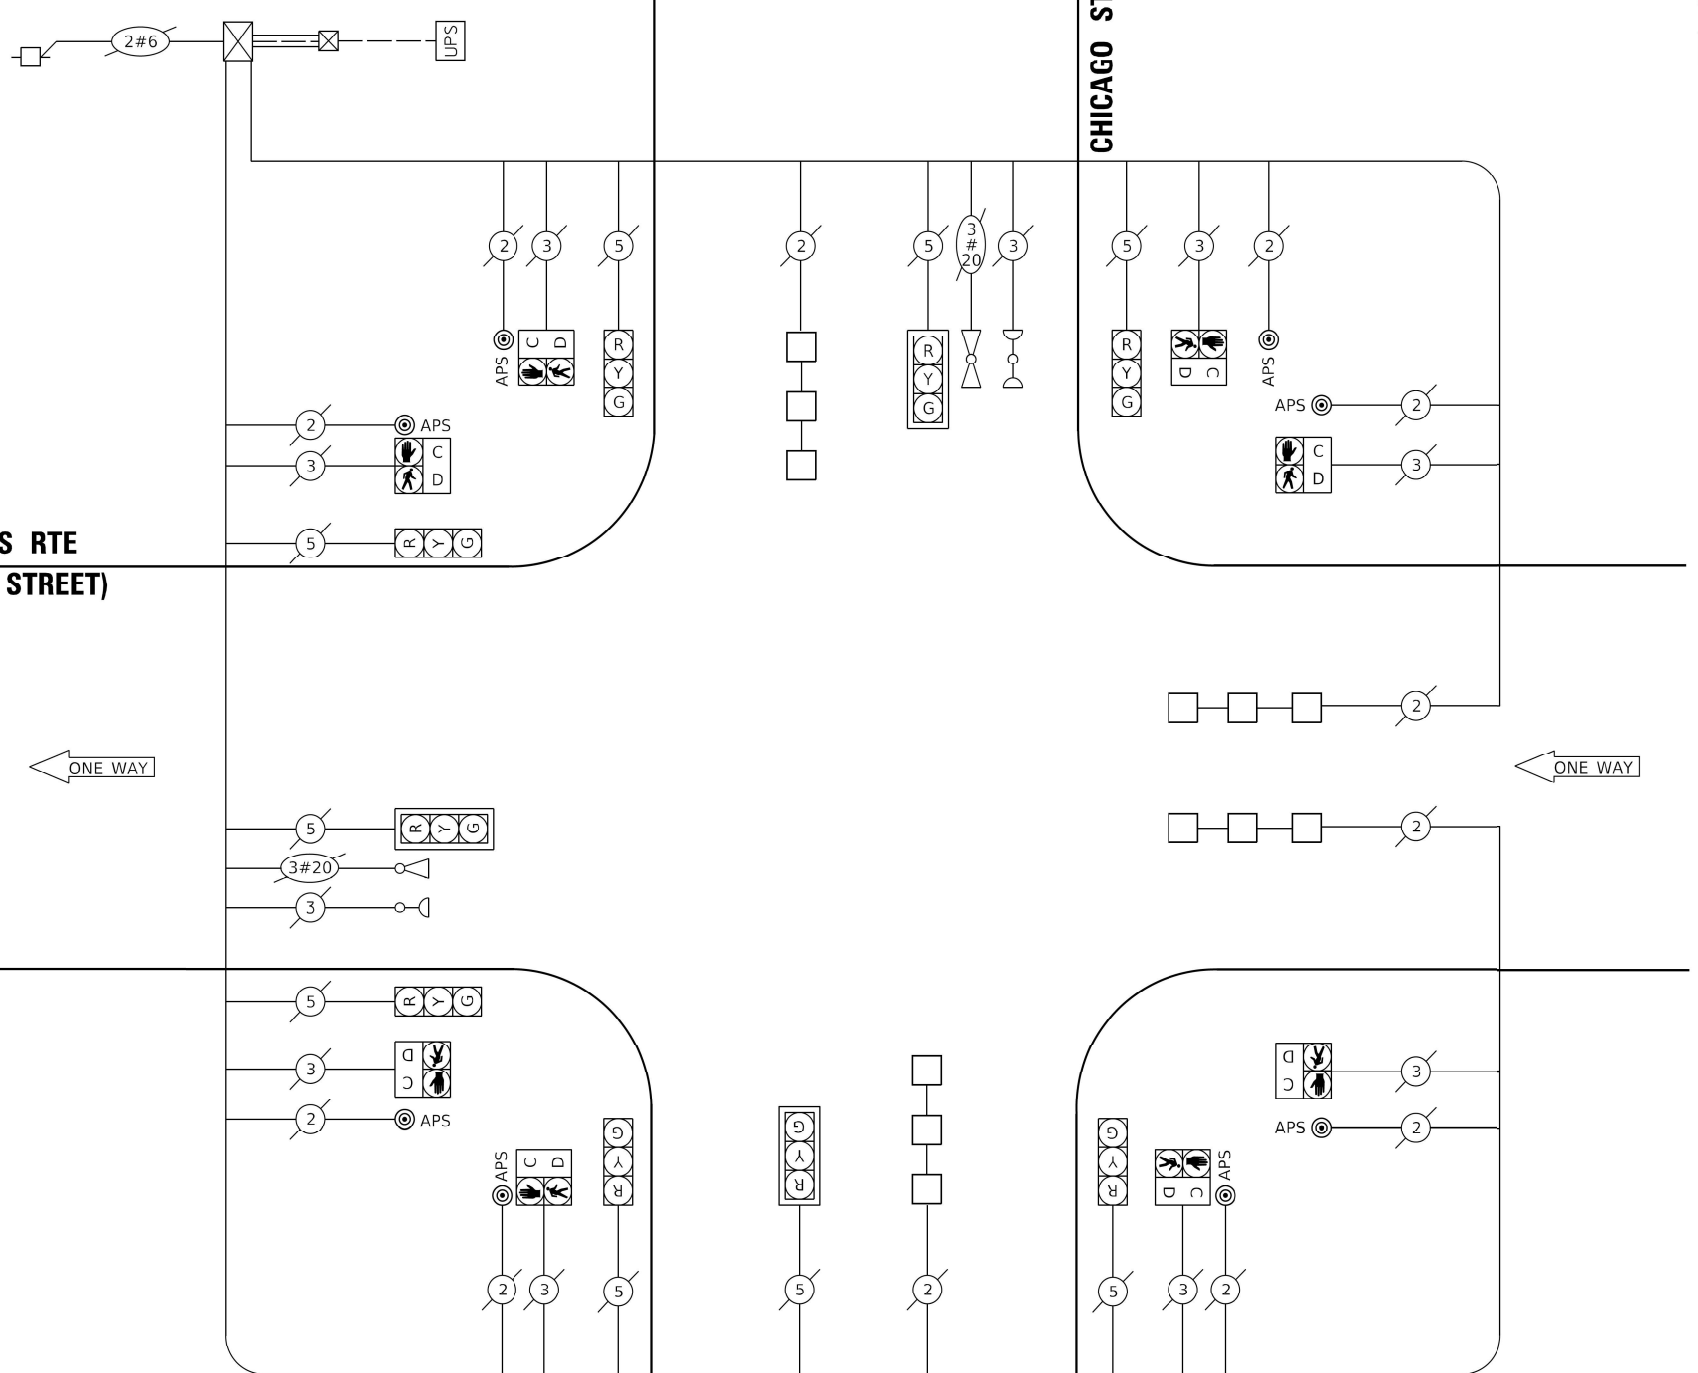 2#6
UPS
CHICAGO ST
2 3 5 2 5 3 # 20 3 5 3 2
APS C D R Y G R Y G R Y G D C APS
2 APS APS 2
3 C D C D 3
5 R Y G
S RTE
STREET)
2
ONE WAY ONE WAY
5 R Y G 2
3#20
3
5 R Y G
3 D C D C 3
2 APS APS 2
APS C D G Y R G Y R G Y R D C APS
2 3 5 5 2 5 3 2